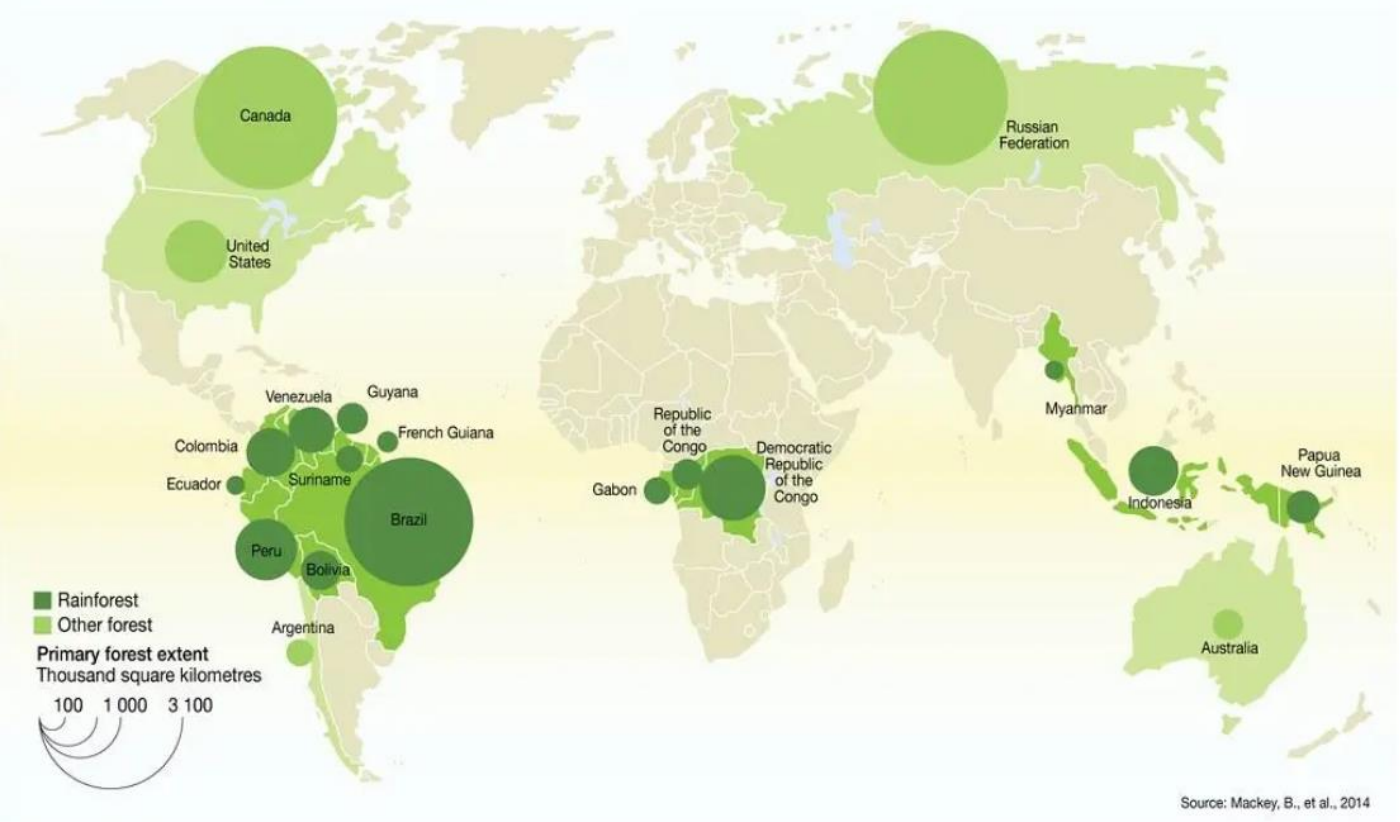 Canada
Russian
Federation
United
States
Venezuela
Guyana
Colombia
French Guiana
Ecuador
Suriname
Brazil
Peru
Bolivia
Argentina
Republic
of the
Congo
Gabon
Democratic
Republic
of the
Congo
Myanmar
Indonesia
Papua
New Guinea
Australia
Rainforest
Other forest
Primary forest extent
Thousand square kilometres
100 1 000 3 100
Source: Mackey, B., et al., 2014